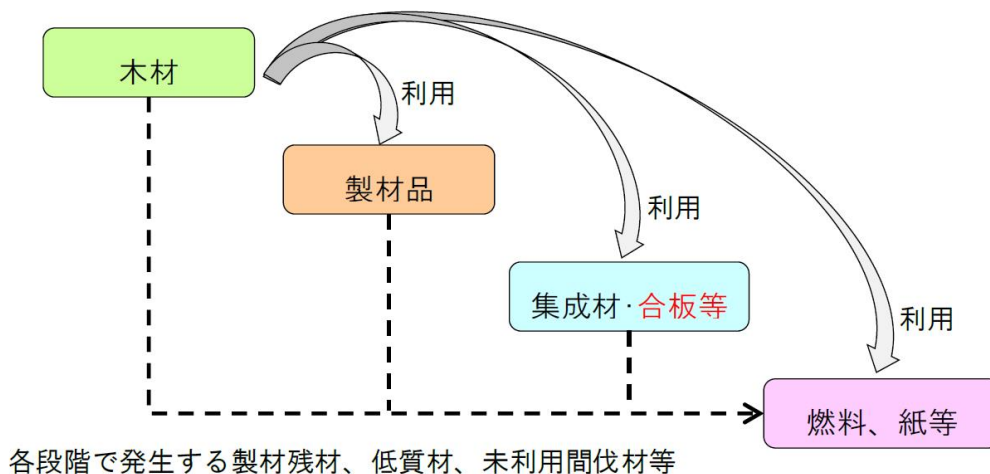 木材
利用
製材品
利用
集成材・合板等
利用
燃料、紙等
各段階で発生する製材残材、低質材、未利用間伐材等